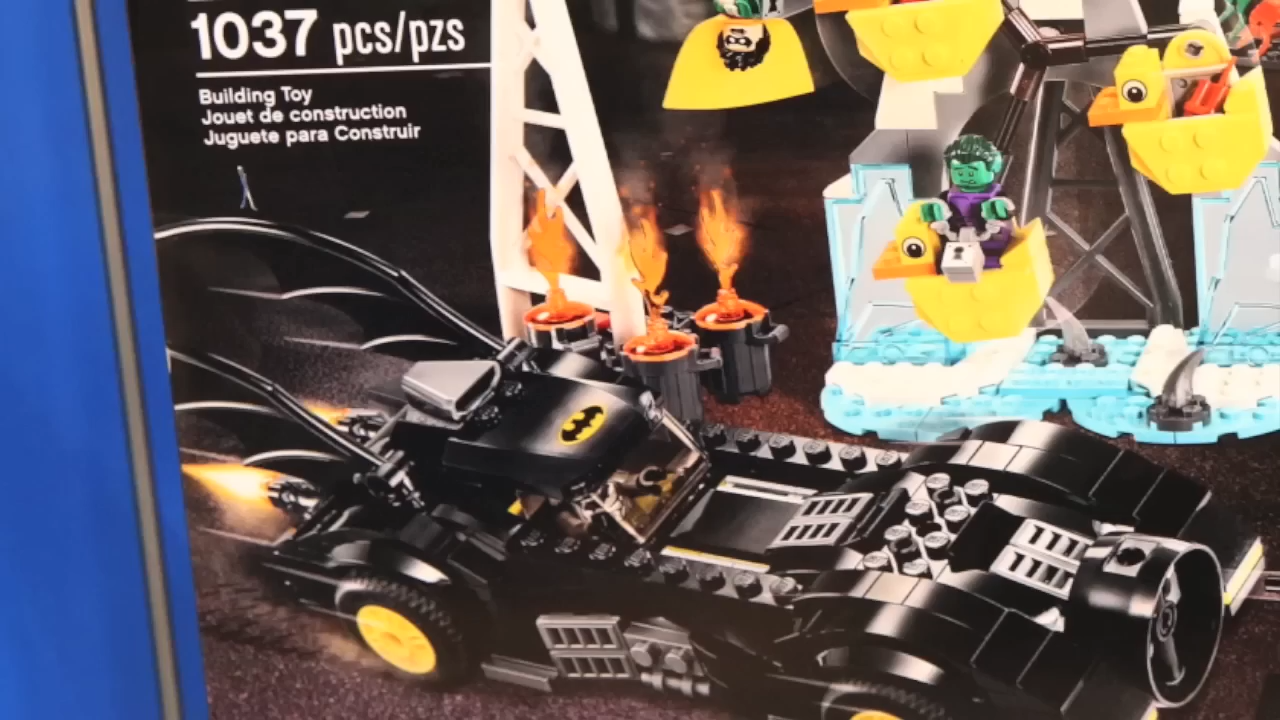 1037 pcs/pzs
Building Toy
Jouet de construction
Juguete para Construir